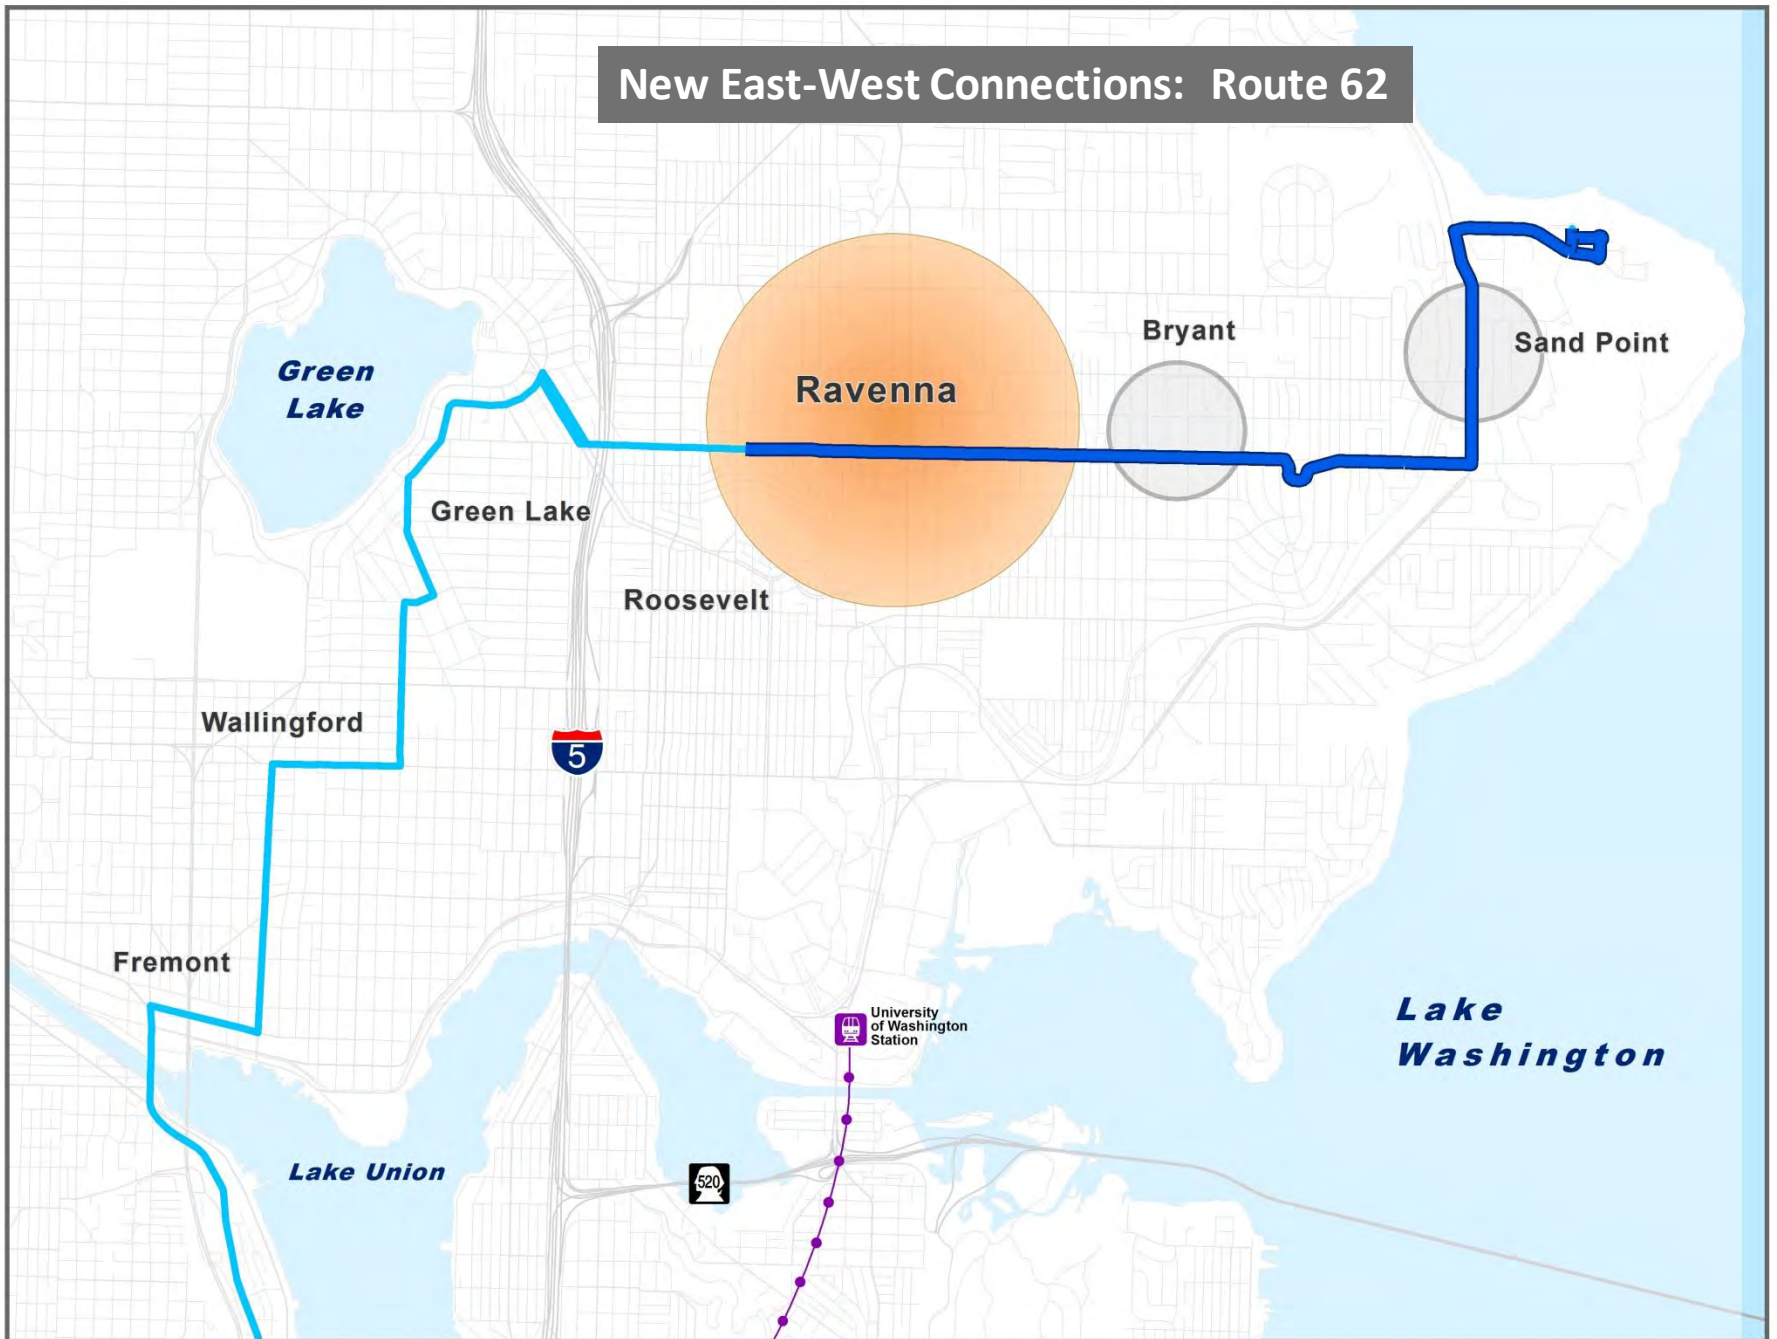 New East-West Connections: Route 62
Bryant
Sand Point
Green
Lake
Ravenna
Green Lake
Roosevelt
Wallingford
5
Fremont
University
of Washington
Station
Lake
Washington
Lake Union
520